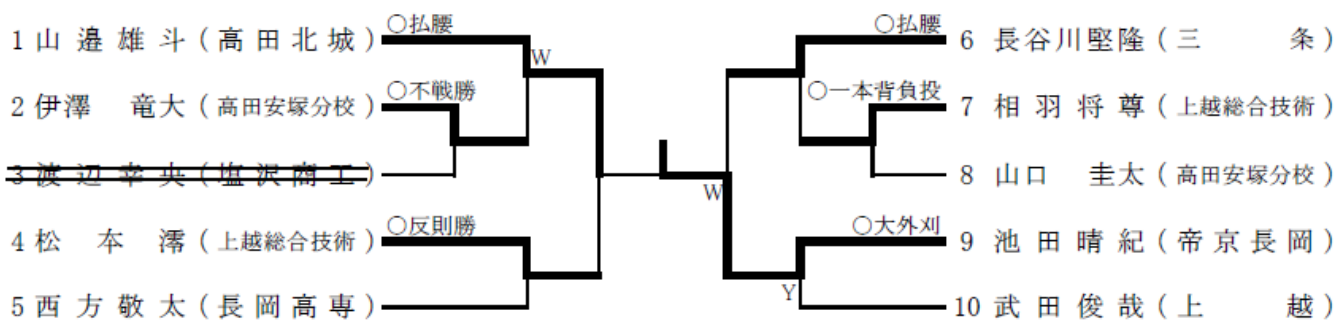 1 山邉雄斗(高田北城)
○払腰
W
2 伊澤 竜大(高田安塚分校)
○不戦勝
3 渡辺幸央(塩沢商工)
4 松本澪(上越総合技術)
○反則勝
5 西方敬太(長岡高専)
W
○払腰
6 長谷川堅隆(三条)
○一本背負投
7 相羽将尊(上越総合技術)
8 山口 圭太(高田安塚分校)
○大外刈
9 池田晴紀(帝京長岡)
Y
10 武田俊哉(上越)